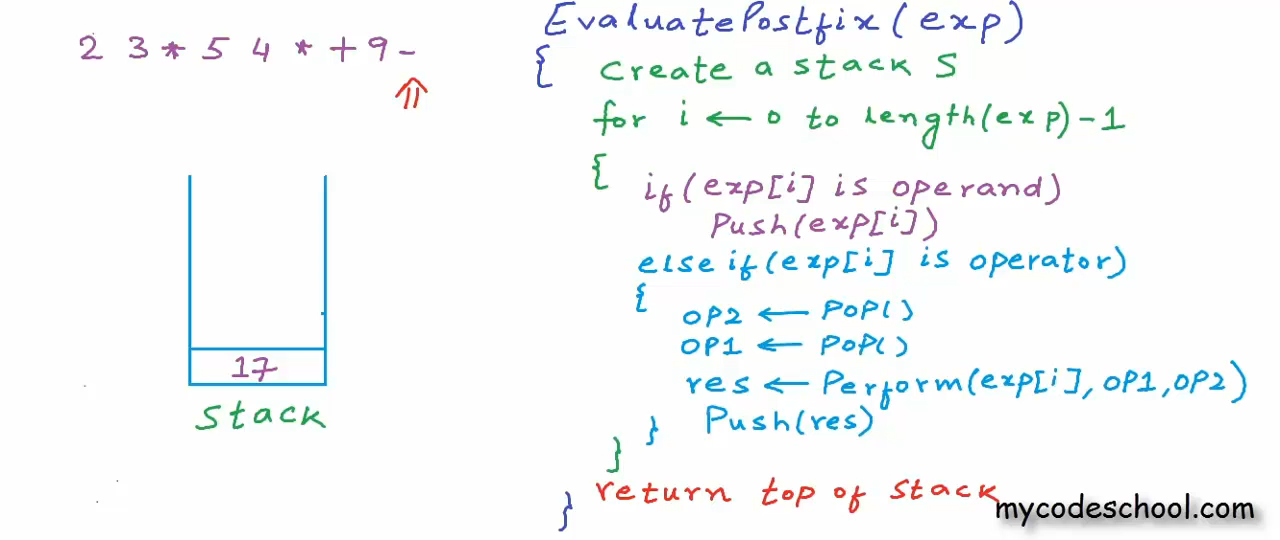 2 3 * 5 4 * + 9 -
17
Stack
EvaluatePostfix(exp)
{
Create a stack S
for i ← 0 to length(exp)-1
{
if(exp[i] is operand)
Push(exp[i])
else if(exp[i] is operator)
{
OP2 ← POP()
OP1 ← POP()
res ← Perform(exp[i], OP1, OP2)
Push(res)
}
}
return top of stack
}
mycodeschool.com